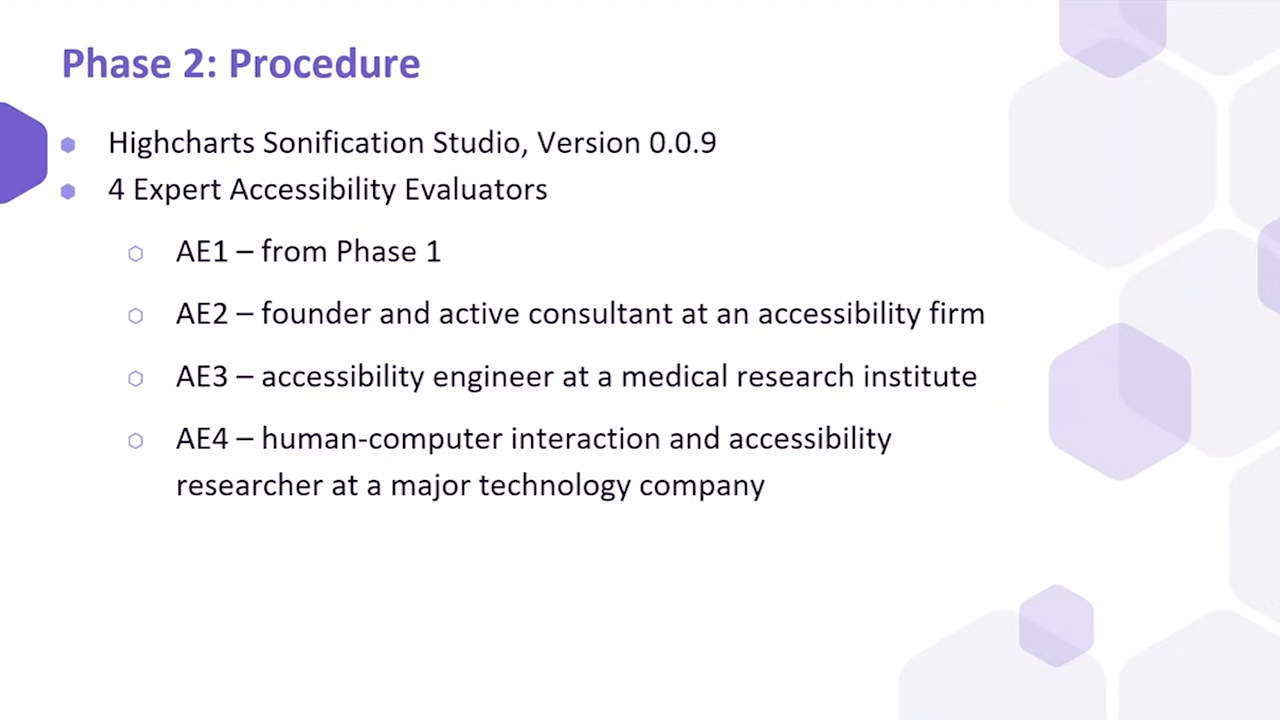 Phase 2: Procedure
Highcharts Sonification Studio, Version 0.0.9
4 Expert Accessibility Evaluators
AE1 – from Phase 1
AE2 – founder and active consultant at an accessibility firm
AE3 – accessibility engineer at a medical research institute
AE4 – human-computer interaction and accessibility
researcher at a major technology company